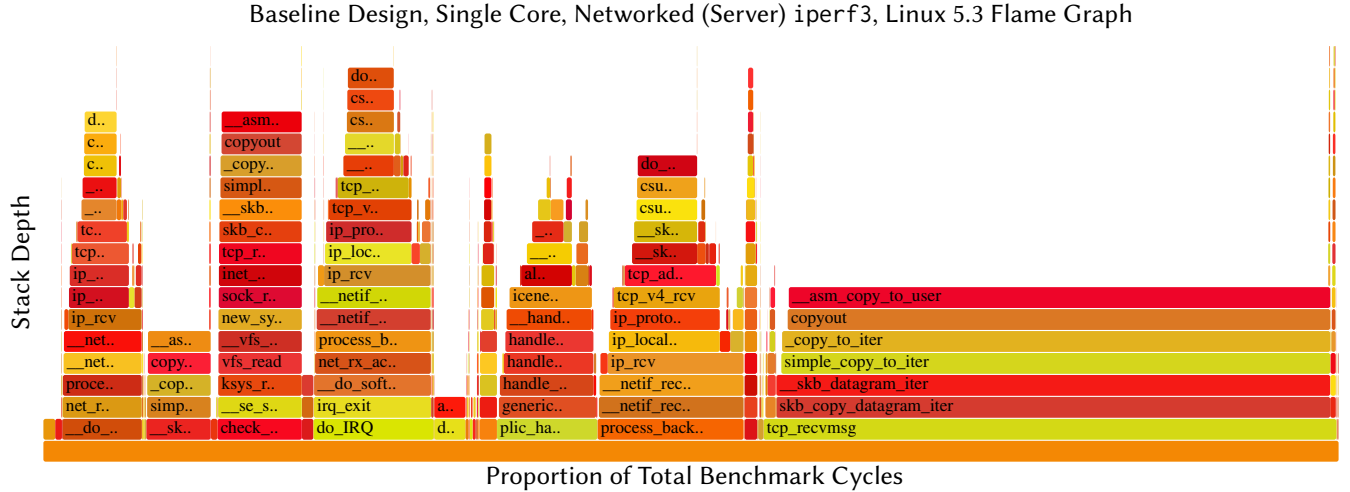 Baseline Design, Single Core, Networked (Server) iperf3, Linux 5.3 Flame Graph
do..
cs..
d.. __asm.. cs..
c.. copyout __..
c.. _copy.. __.. do_..
_.. simpl.. tcp_.. csu..
_.. __skb.. tcp_v.. csu..
tc.. skb_c.. ip_pro.. _.. __sk..
tcp.. tcp_r.. ip_loc.. __.. __sk..
ip_.. inet_.. ip_rcv al.. tcp_ad..
ip_.. sock_r.. __netif_.. icene.. tcp_v4_rcv __asm_copy_to_user
ip_rcv new_sy.. __netif_.. __hand.. ip_proto.. copyout
__net.. __as.. __vfs_.. process_b.. handle.. ip_local.. _copy_to_iter
__net.. copy.. vfs_read net_rx_ac.. handle.. ip_rcv simple_copy_to_iter
proce.. _cop.. ksys_r.. __do_soft.. handle_.. __netif_rec.. __skb_datagram_iter
net_r.. simp.. __se_s.. irq_exit a.. generic.. __netif_rec.. skb_copy_datagram_iter
__do_.. __sk.. check_.. do_IRQ d.. plic_ha.. process_back.. tcp_recvmsg
Stack Depth
Proportion of Total Benchmark Cycles